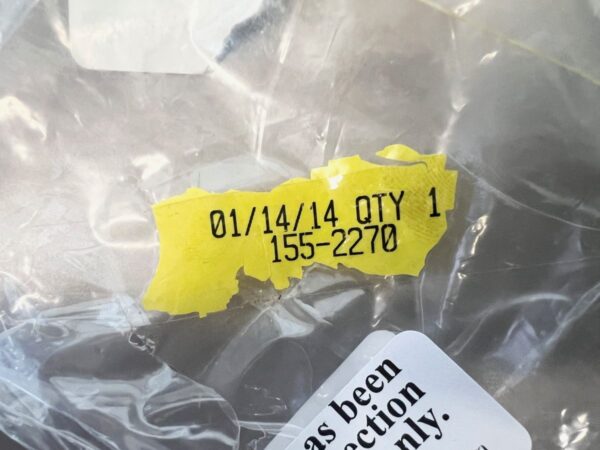 01/14/14 QTY 1
155-2270
as been
ection
nly.